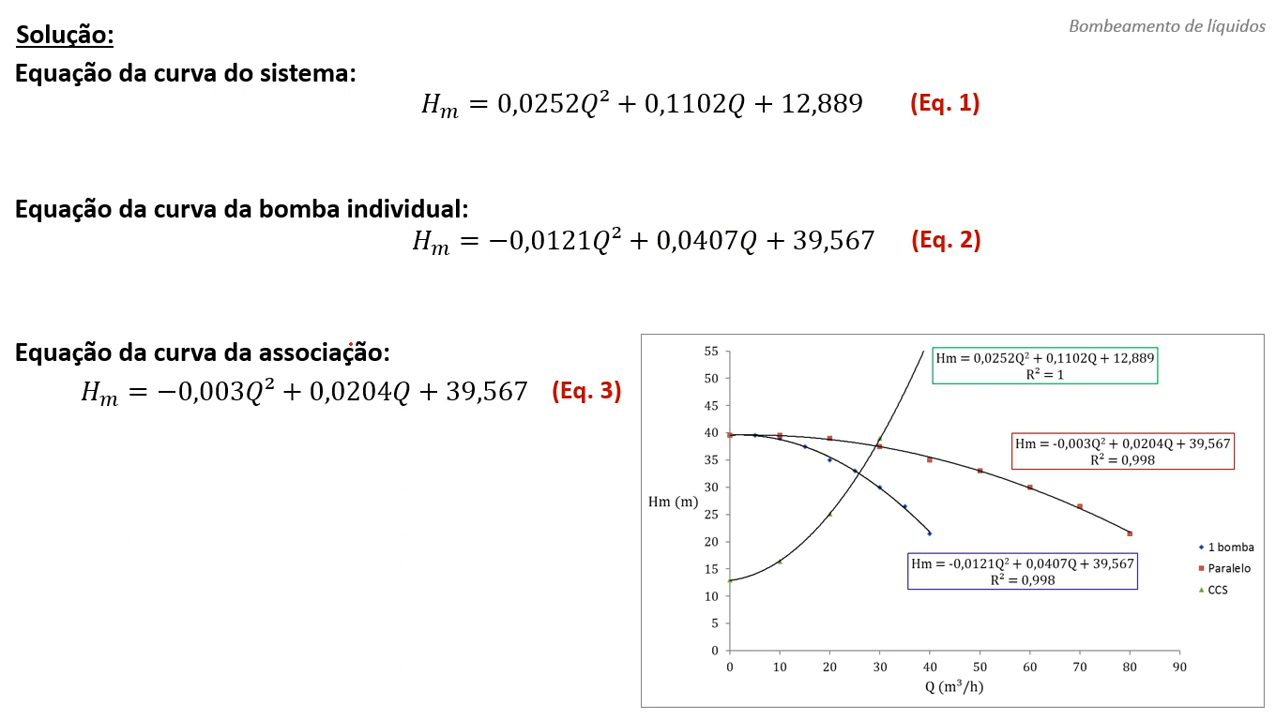 Bombeamento de líquidos
Solução:
Equação da curva do sistema:
H_m = 0,0252Q² + 0,1102Q + 12,889 (Eq. 1)
Equação da curva da bomba individual:
H_m = −0,0121Q² + 0,0407Q + 39,567 (Eq. 2)
Equação da curva da associação:
H_m = −0,003Q² + 0,0204Q + 39,567 (Eq. 3)
55
50
45
40
35
30
25
20
15
10
5
0
Hm (m)
0 10 20 30 40 50 60 70 80 90
Q (m³/h)
Hm = 0,0252Q² + 0,1102Q + 12,889
R² = 1
Hm = -0,003Q² + 0,0204Q + 39,567
R² = 0,998
Hm = -0,0121Q² + 0,0407Q + 39,567
R² = 0,998
1 bomba
Paralelo
CCS